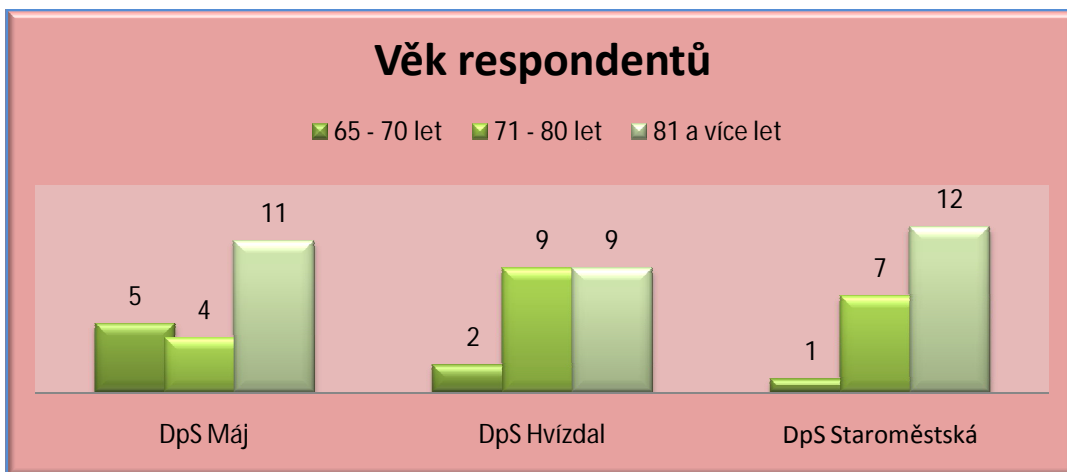 Věk respondentů
65 - 70 let 71 - 80 let 81 a více let
5 4 11 2 9 9 1 7 12
DpS Máj DpS Hvízdal DpS Staroměstská